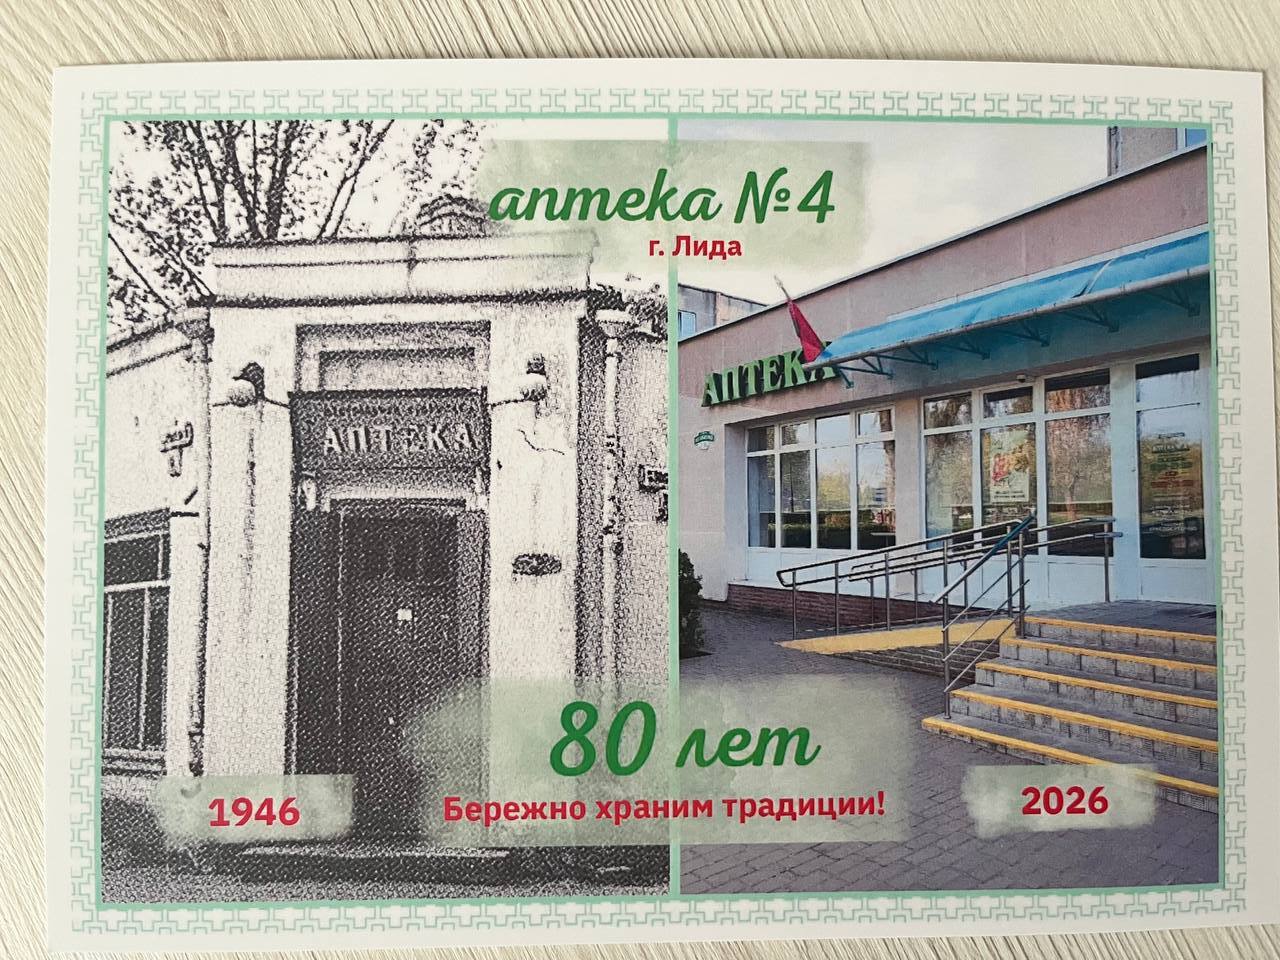 аптека №4
г. Лида
АПТЕКА
АПТЕКА
80 лет
Бережно храним традиции!
1946
2026